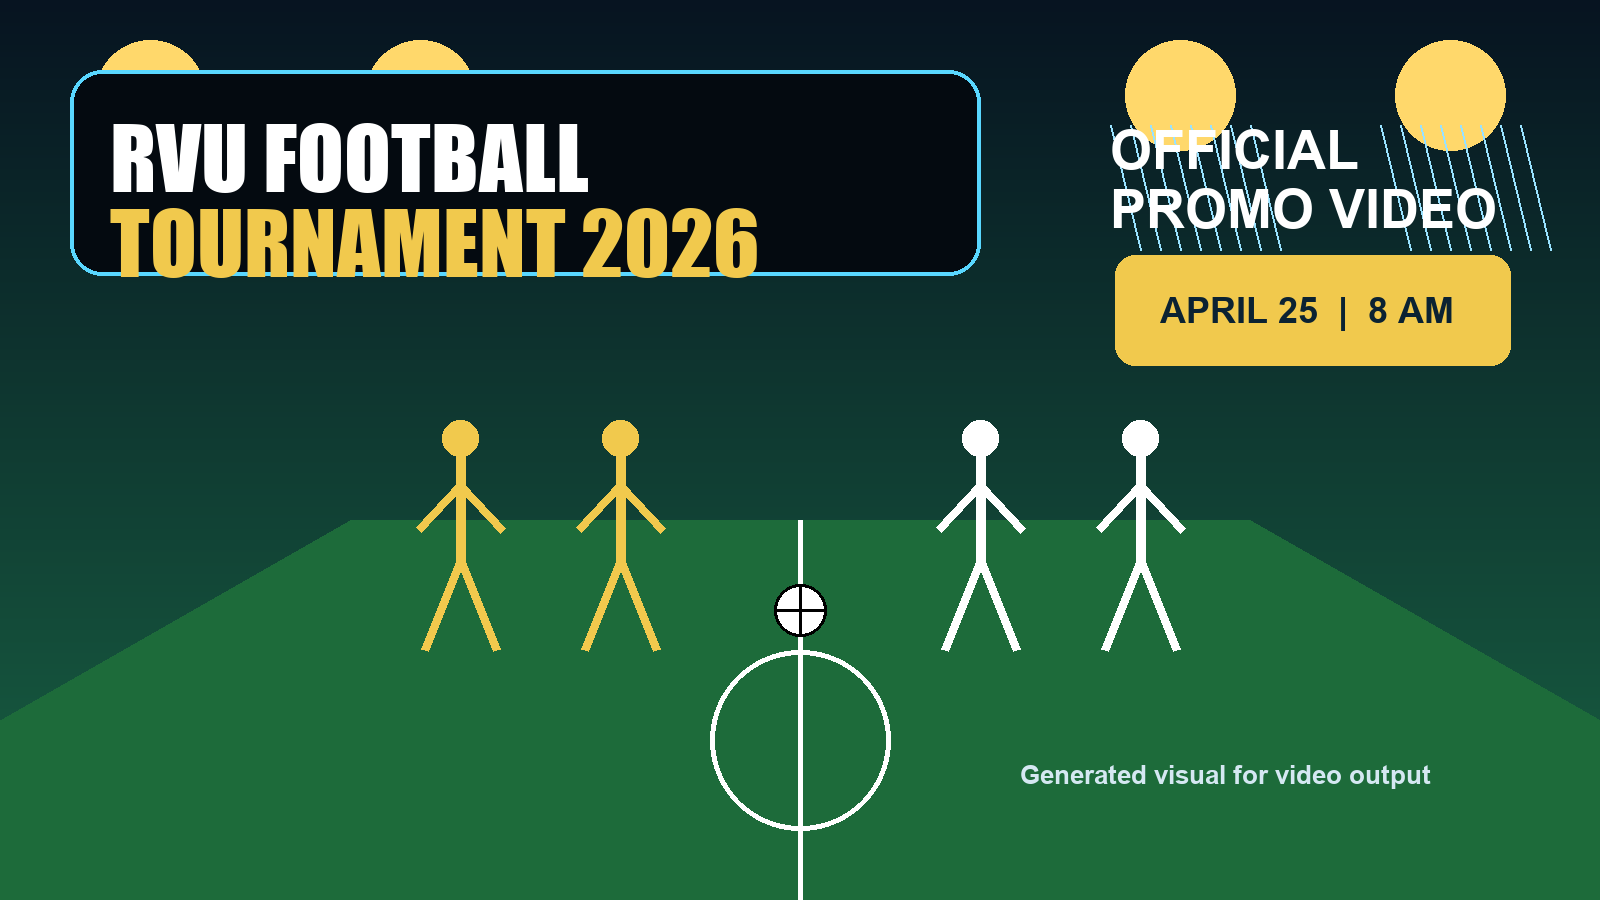 RVU FOOTBALL
TOURNAMENT 2026
OFFICIAL
PROMO VIDEO
APRIL 25 | 8 AM
Generated visual for video output